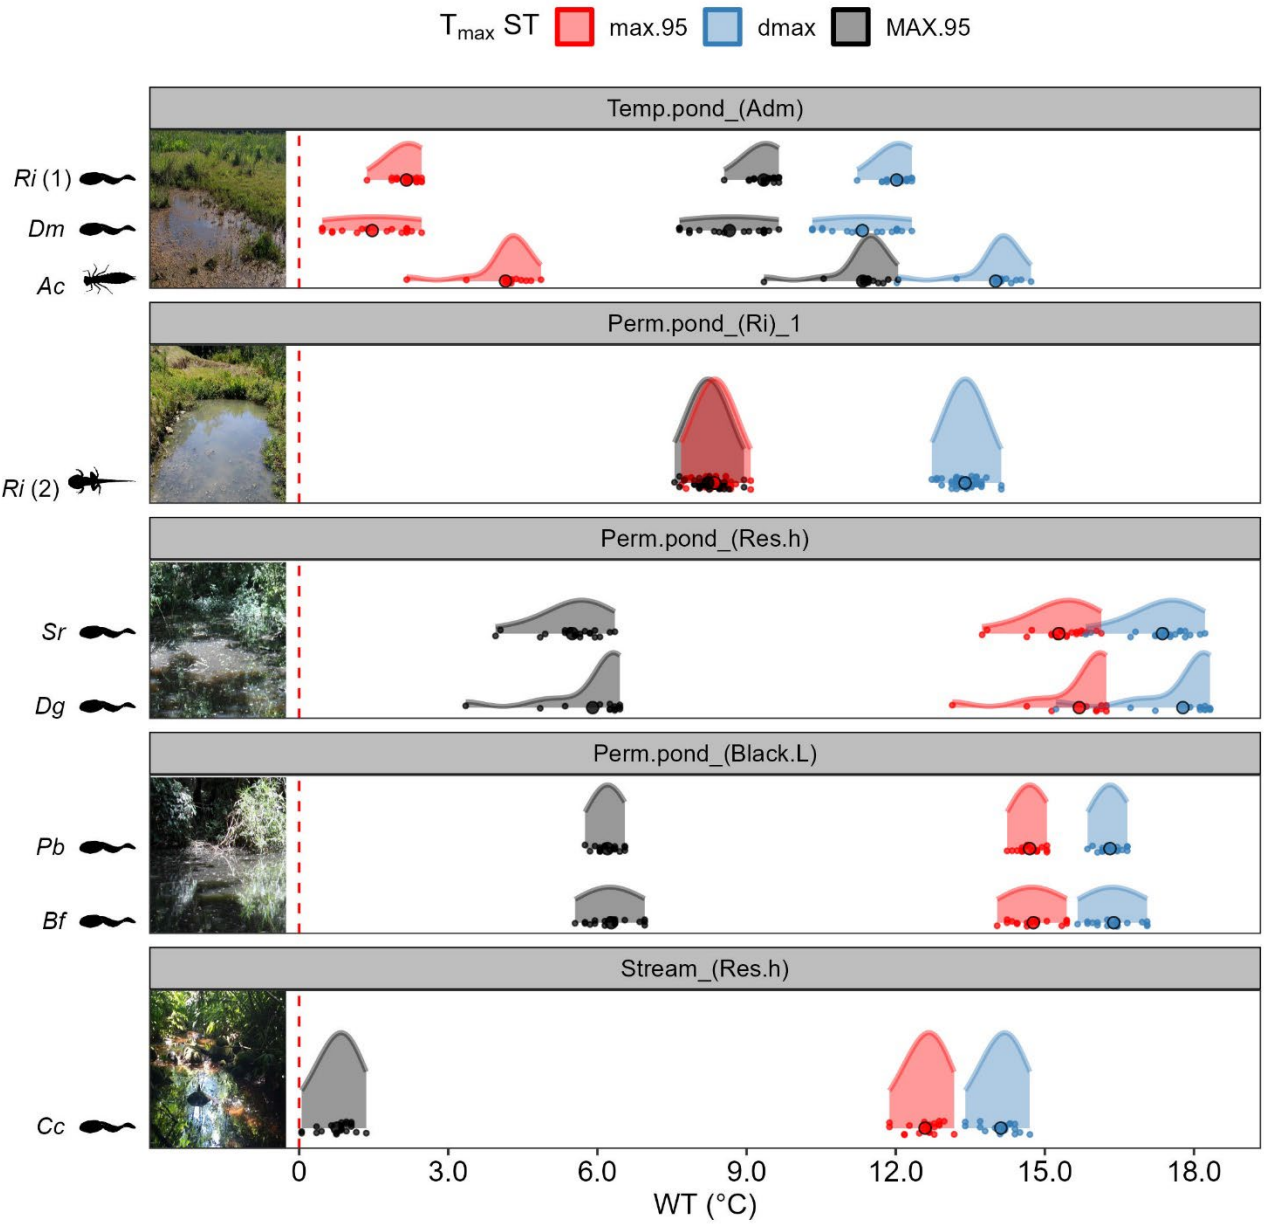 Tmax ST max.95 dmax MAX.95
Temp.pond_(Adm)
Ri (1)
Dm
Ac
Perm.pond_(Ri)_1
Ri (2)
Perm.pond_(Res.h)
Sr
Dg
Perm.pond_(Black.L)
Pb
Bf
Stream_(Res.h)
Cc
0 3.0 6.0 9.0 12.0 15.0 18.0
WT (°C)